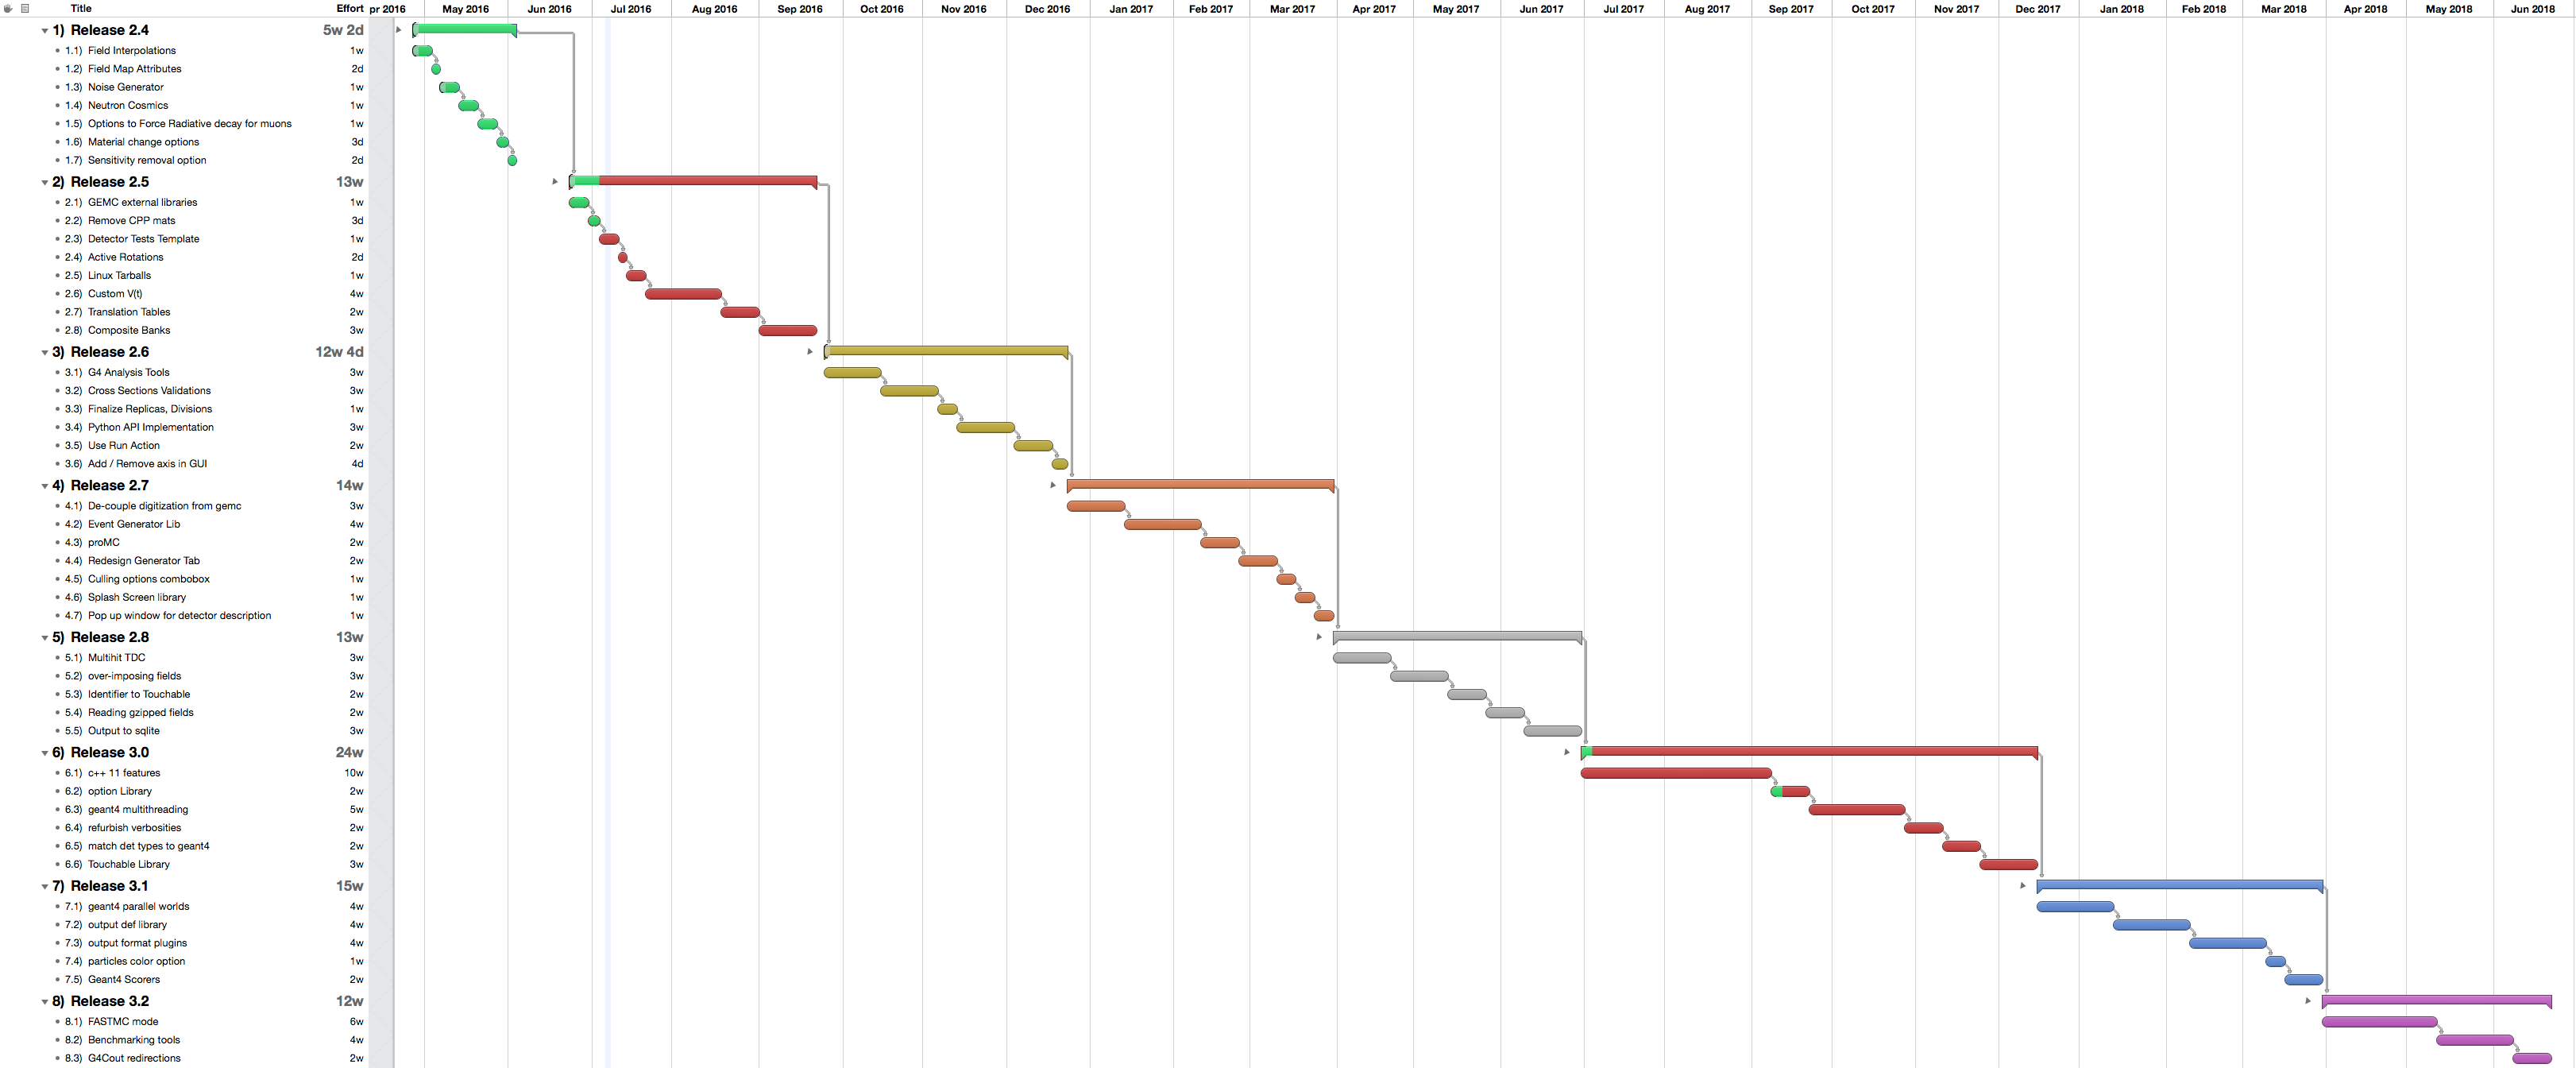 Title Effort pr 2016 May 2016 Jun 2016 Jul 2016 Aug 2016 Sep 2016 Oct 2016 Nov 2016 Dec 2016 Jan 2017 Feb 2017 Mar 2017 Apr 2017 May 2017 Jun 2017 Jul 2017 Aug 2017 Sep 2017 Oct 2017 Nov 2017 Dec 2017 Jan 2018 Feb 2018 Mar 2018 Apr 2018 May 2018 Jun 2018
1) Release 2.4 5w 2d
1.1) Field Interpolations 1w
1.2) Field Map Attributes 2d
1.3) Noise Generator 1w
1.4) Neutron Cosmics 1w
1.5) Options to Force Radiative decay for muons 1w
1.6) Material change options 3d
1.7) Sensitivity removal option 2d
2) Release 2.5 13w
2.1) GEMC external libraries 1w
2.2) Remove CPP mats 3d
2.3) Detector Tests Template 1w
2.4) Active Rotations 2d
2.5) Linux Tarballs 1w
2.6) Custom V(t) 4w
2.7) Translation Tables 2w
2.8) Composite Banks 3w
3) Release 2.6 12w 4d
3.1) G4 Analysis Tools 3w
3.2) Cross Sections Validations 3w
3.3) Finalize Replicas, Divisions 1w
3.4) Python API Implementation 3w
3.5) Use Run Action 2w
3.6) Add / Remove axis in GUI 4d
4) Release 2.7 14w
4.1) De-couple digitization from gemc 3w
4.2) Event Generator Lib 4w
4.3) proMC 2w
4.4) Redesign Generator Tab 2w
4.5) Culling options combobox 1w
4.6) Splash Screen library 1w
4.7) Pop up window for detector description 1w
5) Release 2.8 13w
5.1) Multihit TDC 3w
5.2) over-imposing fields 3w
5.3) Identifier to Touchable 2w
5.4) Reading gzipped fields 2w
5.5) Output to sqlite 3w
6) Release 3.0 24w
6.1) c++ 11 features 10w
6.2) option Library 2w
6.3) geant4 multithreading 5w
6.4) refurbish verbosities 2w
6.5) match det types to geant4 2w
6.6) Touchable Library 3w
7) Release 3.1 15w
7.1) geant4 parallel worlds 4w
7.2) output def library 4w
7.3) output format plugins 4w
7.4) particles color option 1w
7.5) Geant4 Scorers 2w
8) Release 3.2 12w
8.1) FASTMC mode 6w
8.2) Benchmarking tools 4w
8.3) G4Cout redirections 2w